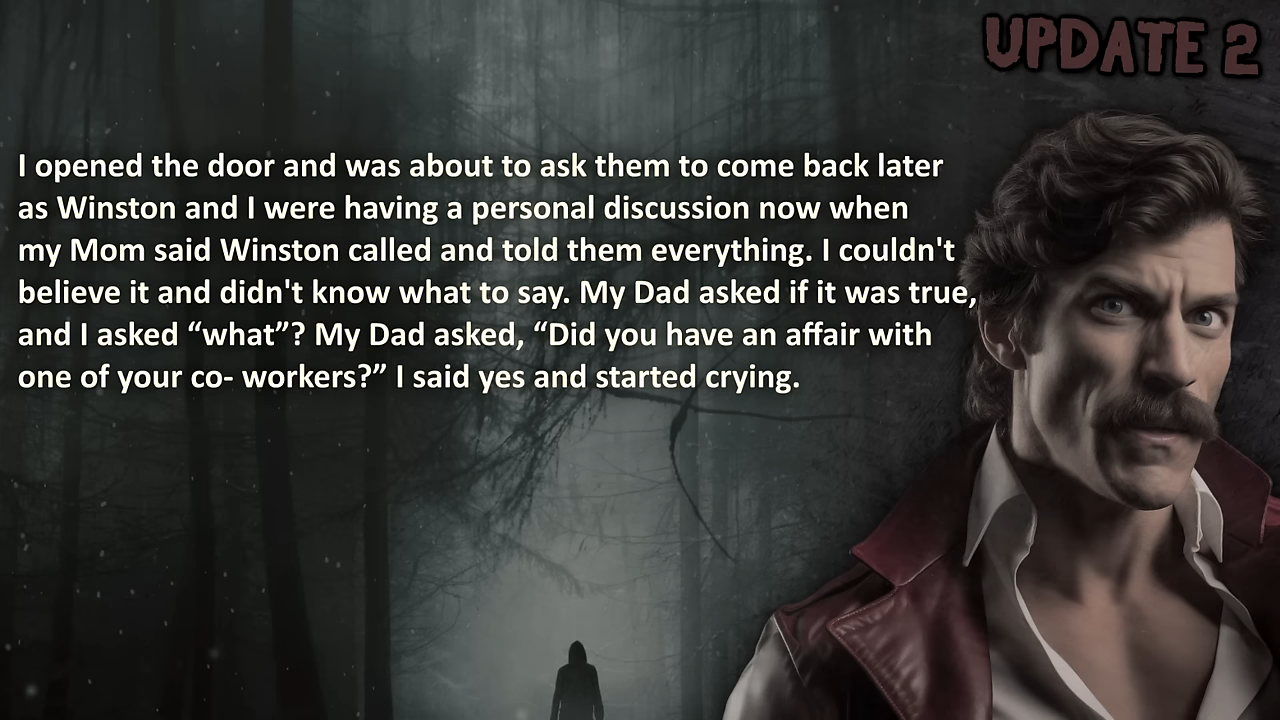 UPDATE 2
I opened the door and was about to ask them to come back later
as Winston and I were having a personal discussion now when
my Mom said Winston called and told them everything. I couldn't
believe it and didn't know what to say. My Dad asked if it was true,
and I asked “what”? My Dad asked, “Did you have an affair with
one of your co- workers?” I said yes and started crying.